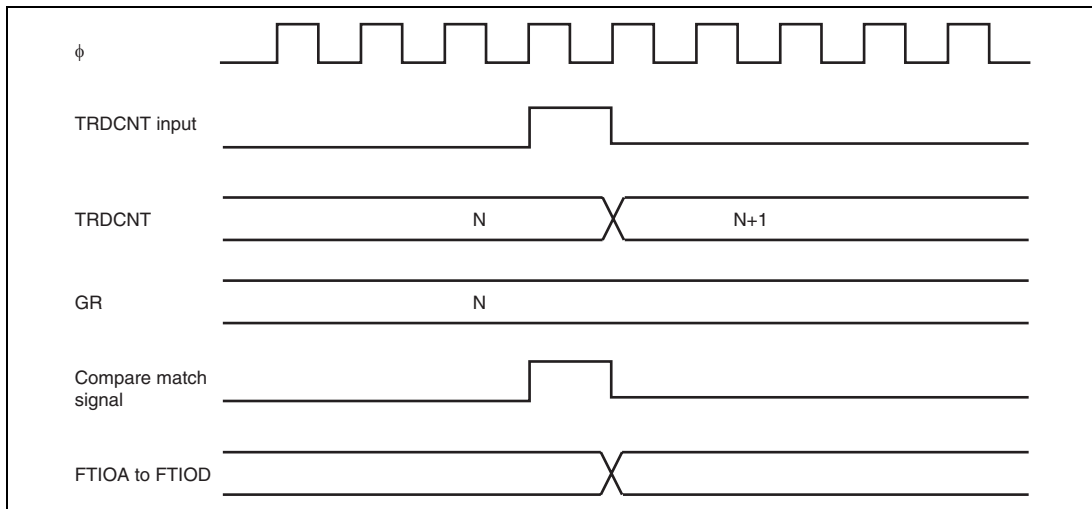 ϕ
TRDCNT input
TRDCNT
N
N+1
GR
N
Compare match
signal
FTIOA to FTIOD